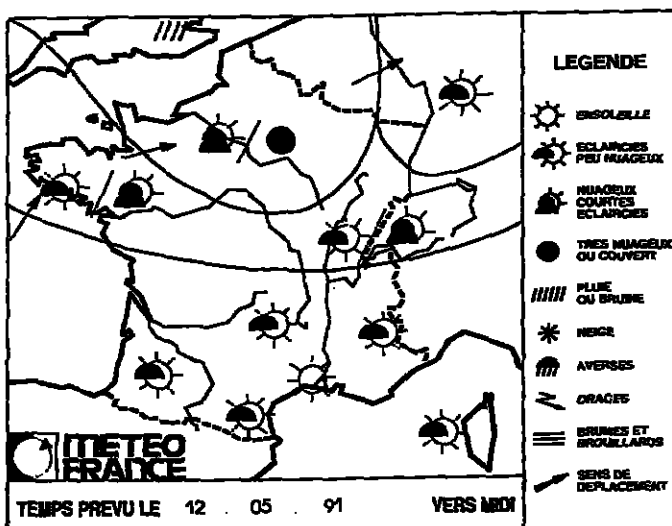 LEGENDE
ENSOLEILLE
ECLAIRCIES
PEU NUAGEUX
NUAGEUX
COURTES
ECLAIRCIES
TRES NUAGEUX
OU COUVERT
PLUIE
OU BRUINE
NEIGE
AVERSES
ORAGES
BRUMES ET
BROUILLARDS
SENS DE
DEPLACEMENT
METEO
FRANCE
TEMPS PREVU LE 12 . 05 . 91 VERS MIDI